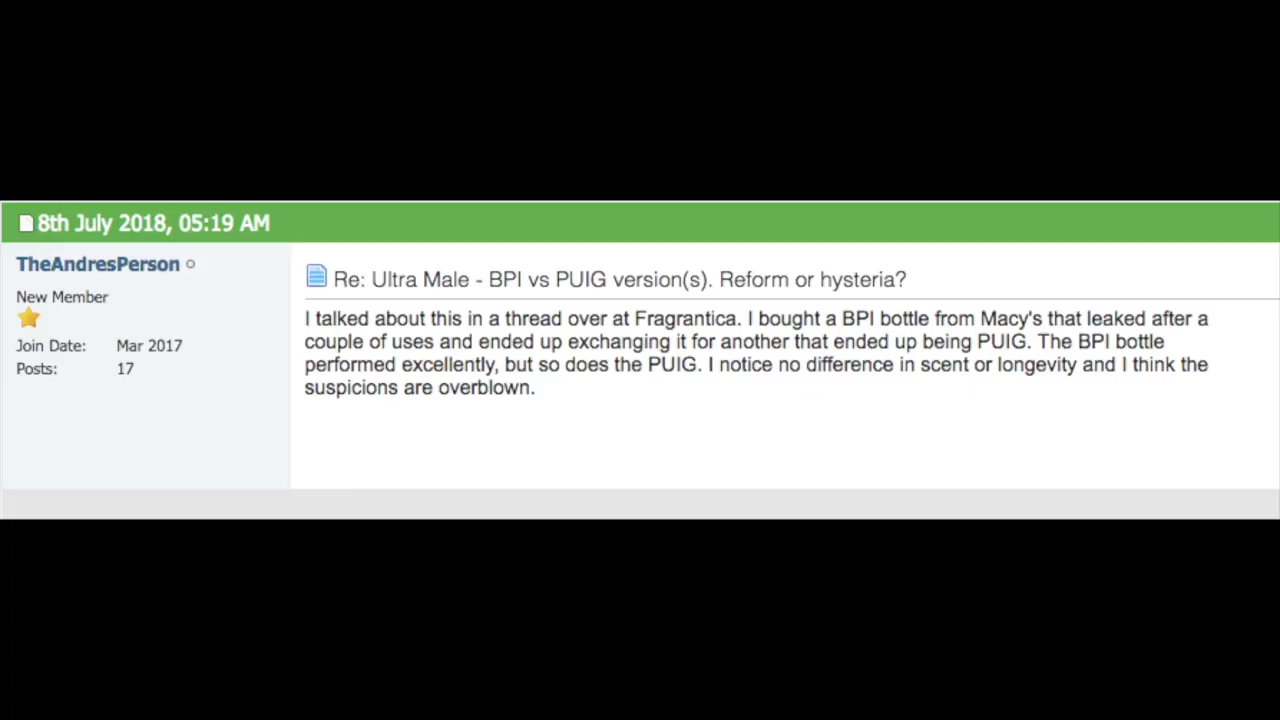 8th July 2018, 05:19 AM
TheAndresPerson
New Member
Join Date: Mar 2017
Posts: 17
Re: Ultra Male - BPI vs PUIG version(s). Reform or hysteria?
I talked about this in a thread over at Fragrantica. I bought a BPI bottle from Macy's that leaked after a
couple of uses and ended up exchanging it for another that ended up being PUIG. The BPI bottle
performed excellently, but so does the PUIG. I notice no difference in scent or longevity and I think the
suspicions are overblown.